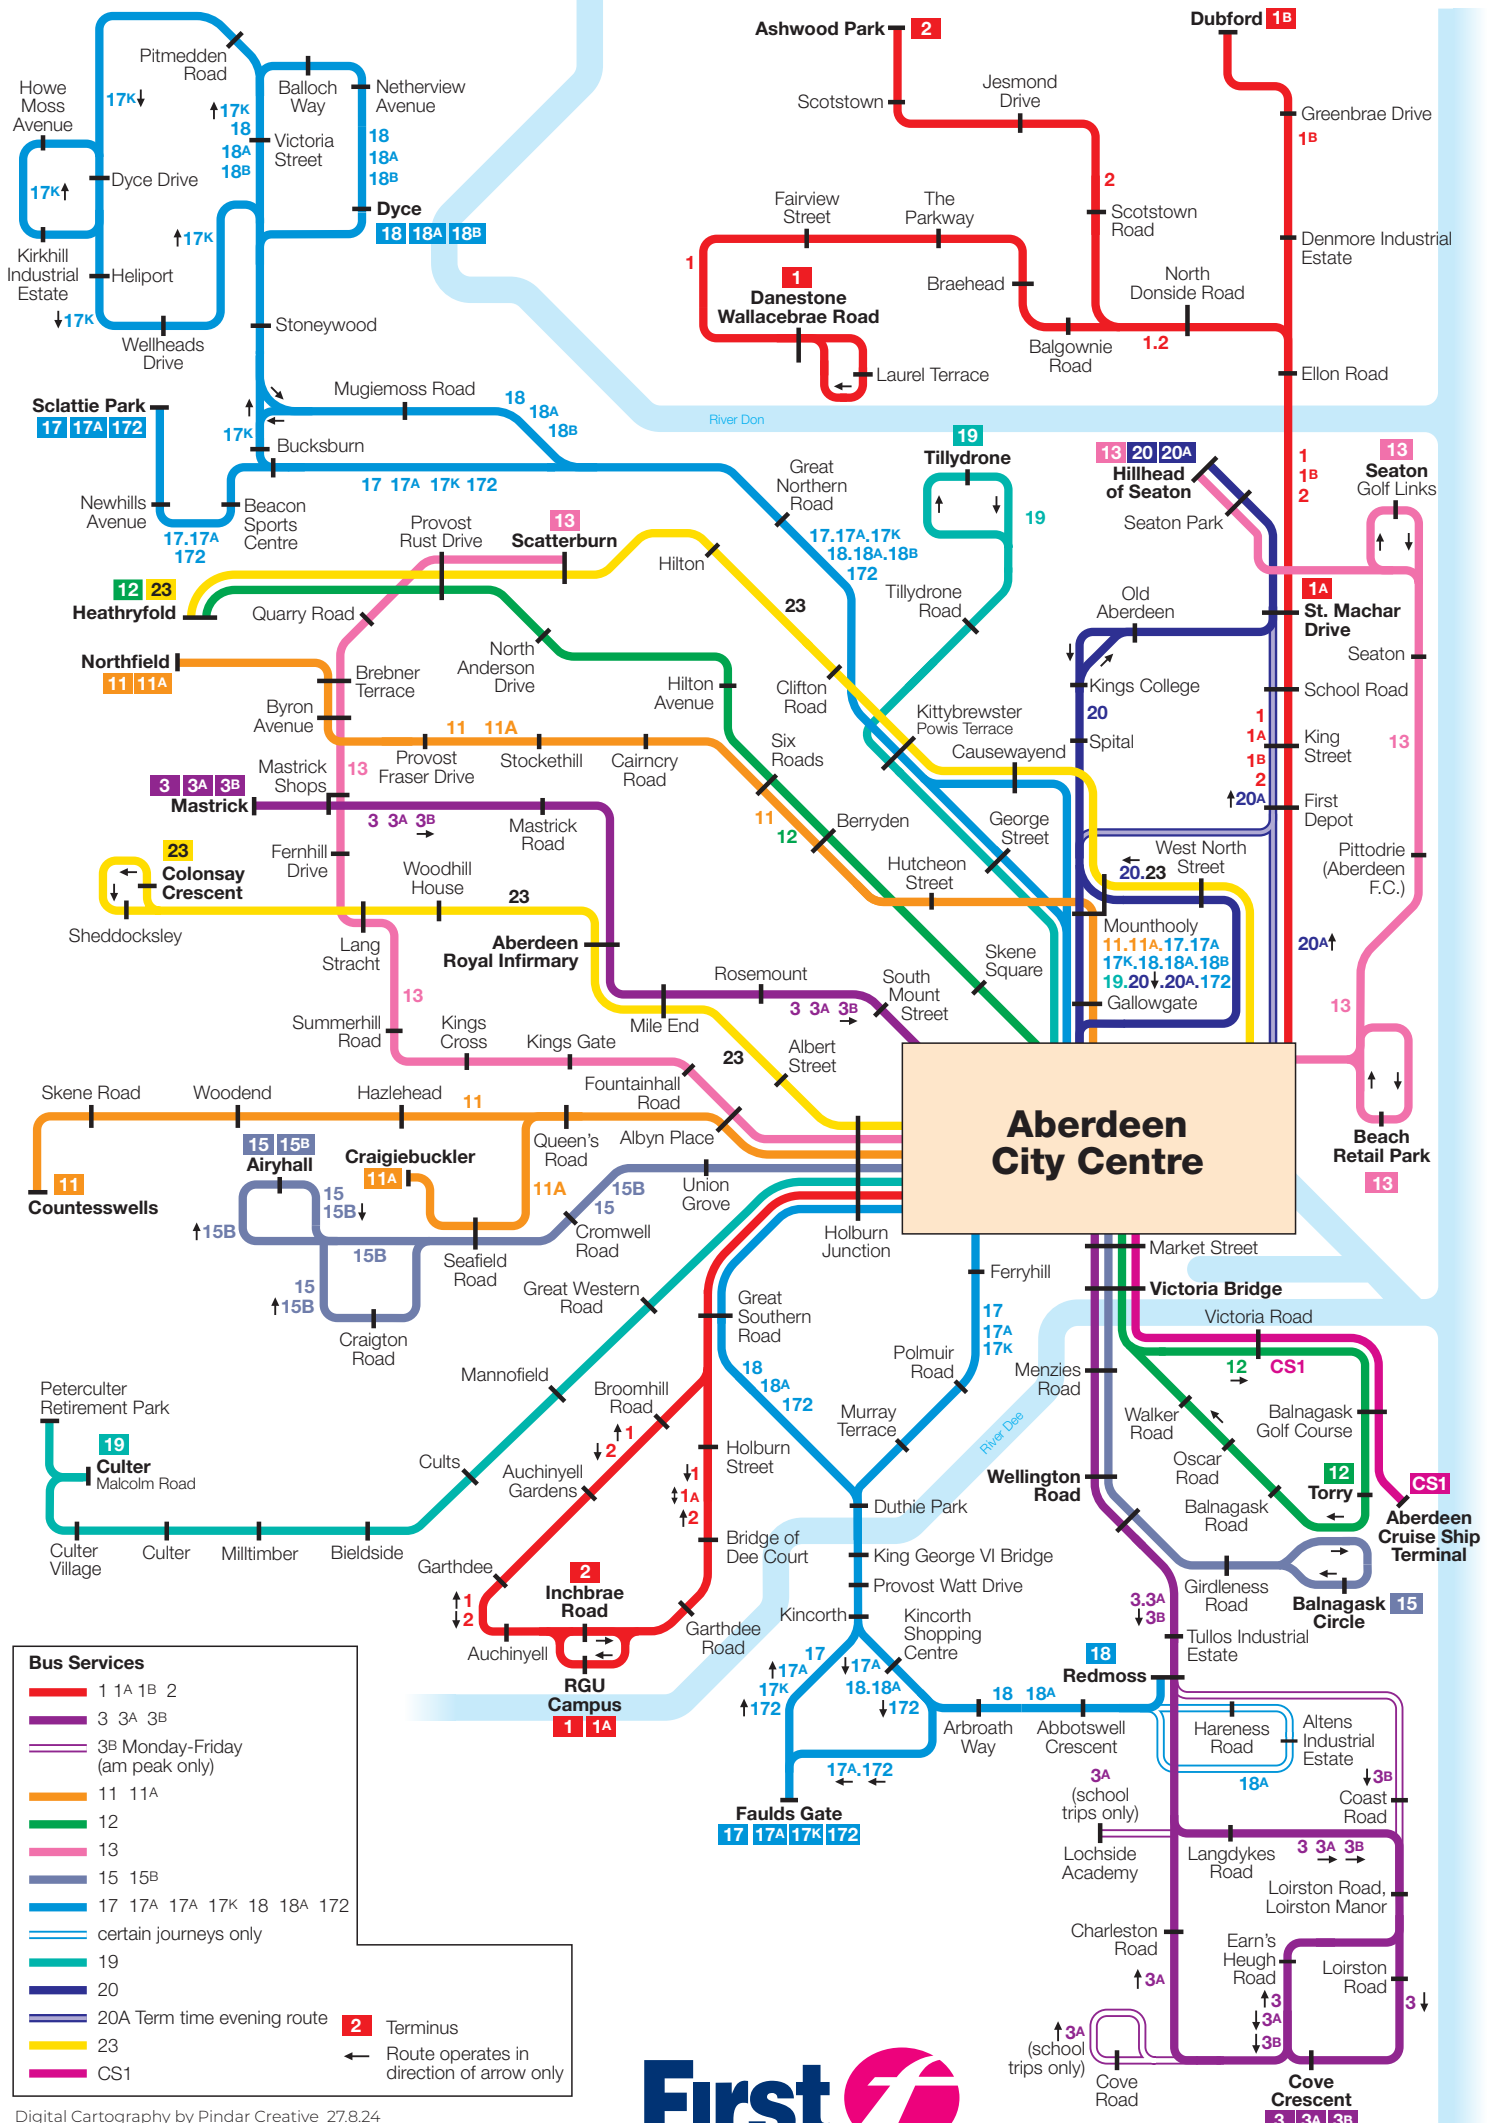 Ashwood Park 2
Dubford 1B
Pitmedden
Road
Howe
Moss
Avenue
17K
Balloch
Way
Netherview
Avenue
Scotstown
Jesmond
Drive
Greenbrae Drive
1B
17K
18
18A
18B
Victoria
Street
18
18A
18B
Dyce Drive
17K
Dyce
18 18A 18B
17K
Kirkhill
Industrial
Estate
Heliport
17K
Wellheads
Drive
Stoneywood
Fairview
Street
The
Parkway
2
Scotstown
Road
Denmore Industrial
Estate
1
1
Danestone
Wallacebrae Road
Braehead
North
Donside Road
Balgownie
Road
1.2
Laurel Terrace
Ellon Road
River Don
Sclattie Park
17 17A 172
Mugiemoss Road
18
18A
18B
17K
Bucksburn
17 17A 17K 172
Newhills
Avenue
Beacon
Sports
Centre
17.17A
172
Great
Northern
Road
17.17A.17K
18.18A.18B
172
19
Tillydrone
19
Tillydrone
Road
13 20 20A
Hillhead
of Seaton
Seaton Park
1
1B
2
13
Seaton
Golf Links
Provost
Rust Drive
13
Scatterburn
Hilton
12 23
Heathryfold
Quarry Road
23
North
Anderson
Drive
Old
Aberdeen
1A
St. Machar
Drive
Northfield
11 11A
Brebner
Terrace
Byron
Avenue
Hilton
Avenue
Clifton
Road
Kings College
20
Spital
Seaton
School Road
Kittybrewster
Powis Terrace
Causewayend
11 11A
Provost
Fraser Drive
Stockethill
Cairncry
Road
Six
Roads
1
1A
1B
2
King
Street
13
Mastrick
Shops
13
3 3A 3B
Mastrick
3 3A 3B
Mastrick
Road
11
12
Berryden
George
Street
20A
First
Depot
23
Colonsay
Crescent
Fernhill
Drive
Woodhill
House
23
Hutcheon
Street
West North
Street
20.23
Pittodrie
(Aberdeen
F.C.)
Sheddocksley
Lang
Stracht
Aberdeen
Royal Infirmary
Mounthooly
11.11A.17.17A
17K.18.18A.18B
19.20 .20A.172
Gallowgate
20A
Rosemount
3 3A 3B
South
Mount
Street
Skene
Square
13
Summerhill
Road
Kings
Cross
Kings Gate
Mile End
23
Albert
Street
13
Fountainhall
Road
Skene Road
Woodend
Hazlehead
11
Albyn Place
Aberdeen
City Centre
Beach
Retail Park
13
15 15B
Airyhall
Craigiebuckler
11A
Queen's
Road
11
Countesswells
15
15B
15B
11A
15B
15
Union
Grove
Cromwell
Road
Holburn
Junction
15B
Seafield
Road
15
15B
Craigton
Road
Great Western
Road
Great
Southern
Road
Ferryhill
Market Street
Victoria Bridge
Victoria Road
17
17A
17K
Polmuir
Road
12
CS1
Menzies
Road
Mannofield
Broomhill
Road
18
18A
172
Murray
Terrace
River Dee
Walker
Road
Balnagask
Golf Course
Peterculter
Retirement Park
19
Culter
Malcolm Road
1
2
Cults
Auchinyell
Gardens
Holburn
Street
1
1A
2
Wellington
Road
Oscar
Road
12
Torry
CS1
Aberdeen
Cruise Ship
Terminal
Balnagask
Road
Culter
Village
Culter
Milltimber
Bieldside
Duthie Park
Bridge of
Dee Court
King George VI Bridge
Provost Watt Drive
Garthdee
Girdleness
Road
Balnagask
Circle
15
2
Inchbrae
Road
1
2
Kincorth
Kincorth
Shopping
Centre
3.3A
3B
Auchinyell
Garthdee
Road
Tullos Industrial
Estate
RGU
Campus
1 1A
17
17A
17K
172
17A
18.18A
172
18
Redmoss
18 18A
Arbroath
Way
Abbotswell
Crescent
Hareness
Road
Altens
Industrial
Estate
18A
17A.172
3A
(school
trips only)
3B
Coast
Road
Faulds Gate
17 17A 17K 172
Lochside
Academy
Langdykes
Road
3 3A 3B
Loirston Road,
Loirston Manor
Charleston
Road
Earn's
Heugh
Road
Loirston
Road
3A
3
3A
3B
3
3A
(school
trips only)
Cove
Road
Cove
Crescent
3 3A 3B
Bus Services
1 1A 1B 2
3 3A 3B
3B Monday-Friday
(am peak only)
11 11A
12
13
15 15B
17 17A 17A 17K 18 18A 172
certain journeys only
19
20
20A Term time evening route
23
CS1
2 Terminus
Route operates in
direction of arrow only
First
Digital Cartography by Pindar Creative 27.8.24